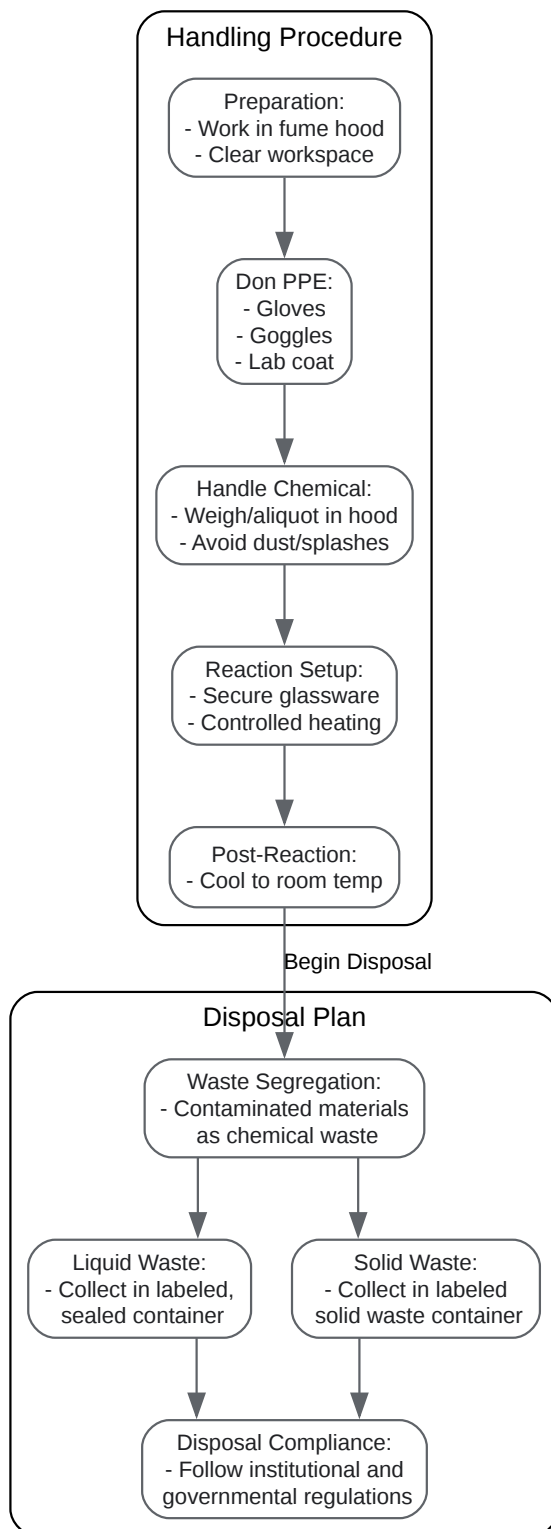 Handling Procedure
Preparation:
- Work in fume hood
- Clear workspace
Don PPE:
- Gloves
- Goggles
- Lab coat
Handle Chemical:
- Weigh/aliquot in hood
- Avoid dust/splashes
Reaction Setup:
- Secure glassware
- Controlled heating
Post-Reaction:
- Cool to room temp
Begin Disposal
Disposal Plan
Waste Segregation:
- Contaminated materials
as chemical waste
Liquid Waste:
- Collect in labeled,
sealed container
Solid Waste:
- Collect in labeled
solid waste container
Disposal Compliance:
- Follow institutional and
governmental regulations